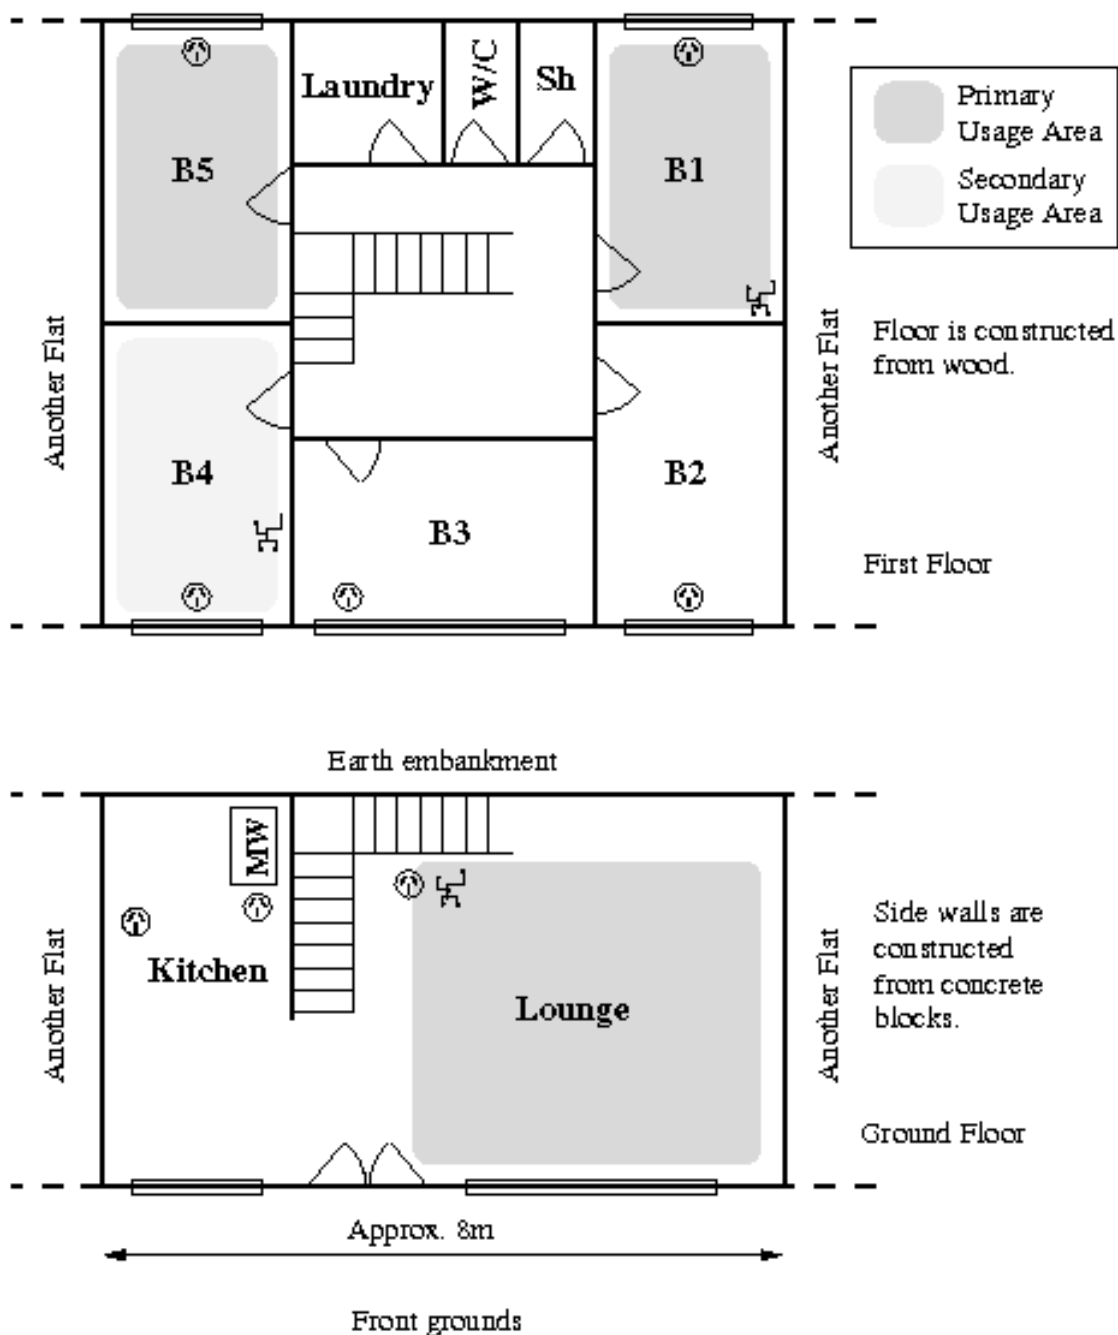 Laundry
W/C
Sh
B5
B1
Primary
Usage Area
Secondary
Usage Area
Another Flat
Another Flat
Floor is constructed
from wood.
B4
B2
B3
First Floor
Earth embankment
MW
Kitchen
Lounge
Another Flat
Another Flat
Side walls are
constructed
from concrete
blocks.
Ground Floor
Approx. 8m
Front grounds